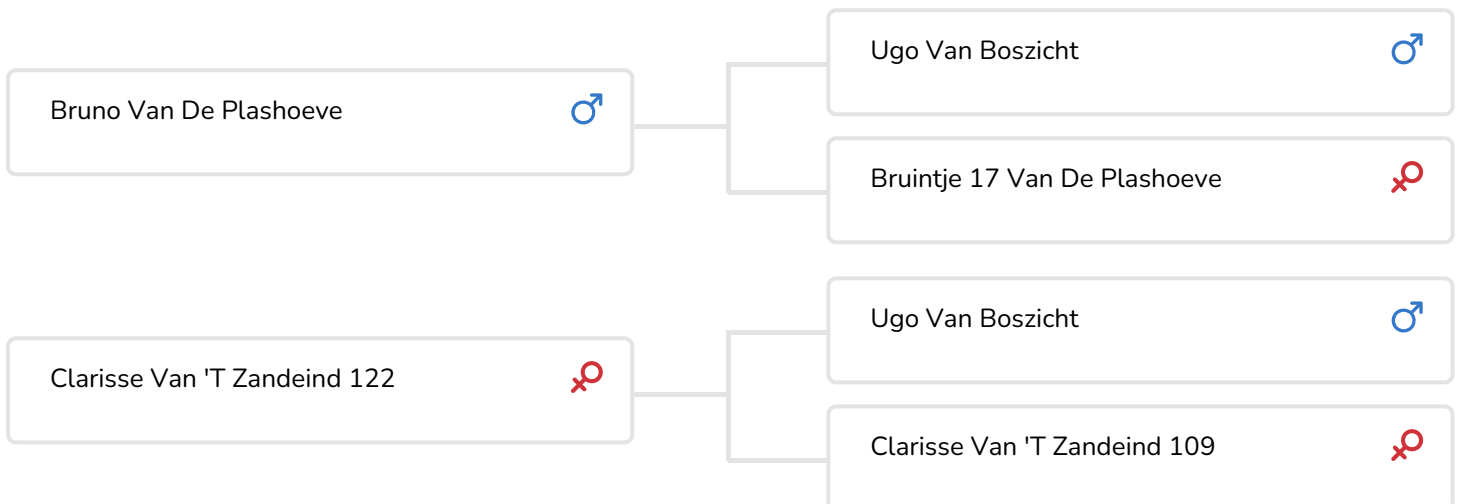 Ugo Van Boszicht
Bruno Van De Plashoeve
Bruintje 17 Van De Plashoeve
Ugo Van Boszicht
Clarisse Van 'T Zandeind 122
Clarisse Van 'T Zandeind 109